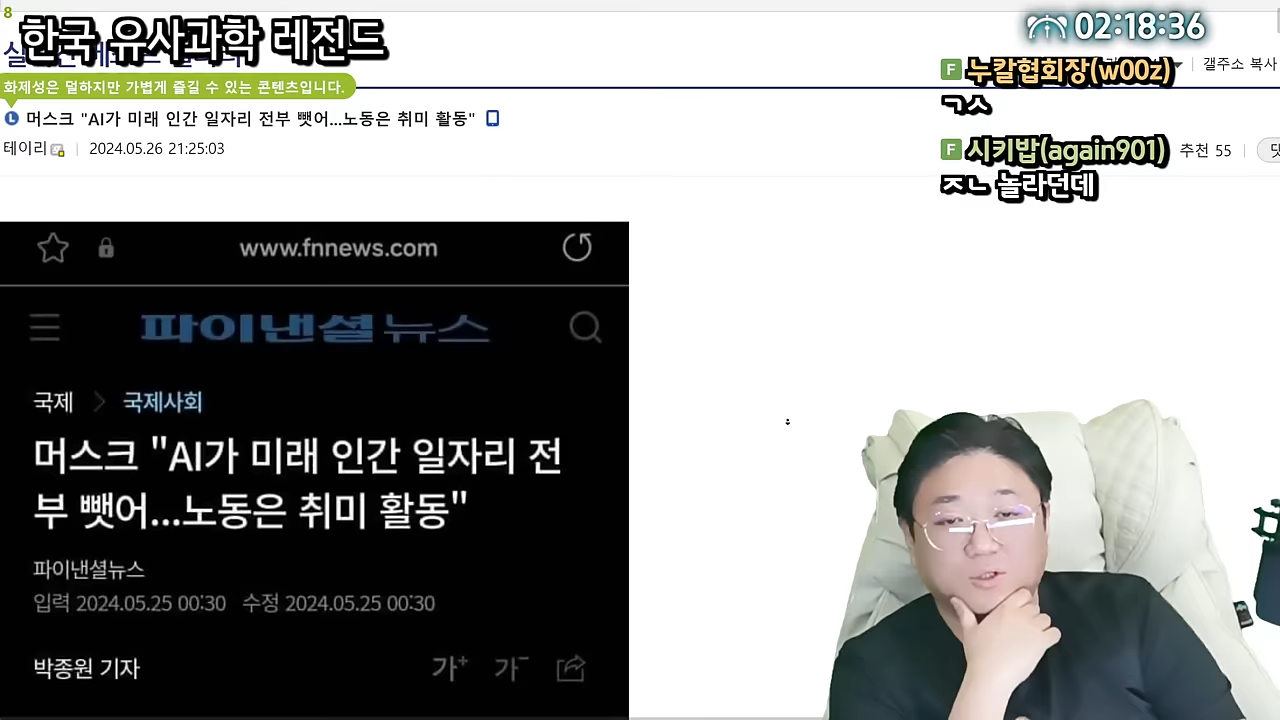 8
한국 유사과학 레전드
02:18:36
화제성은 덜하지만 가볍게 즐길 수 있는 콘텐츠입니다.
F 누칼협회장(w00z)
갤주소 복사
ㄱㅅ
L 머스크 "AI가 미래 인간 일자리 전부 뺏어...노동은 취미 활동"
테이리 | 2024.05.26 21:25:03
F 시키밥(again901)
추천 55
ㅈㄴ 놀라던데
www.fnnews.com
파이낸셜뉴스
국제 > 국제사회
머스크 "AI가 미래 인간 일자리 전
부 뺏어...노동은 취미 활동"
파이낸셜뉴스
입력 2024.05.25 00:30 수정 2024.05.25 00:30
박종원 기자
가+ 가-